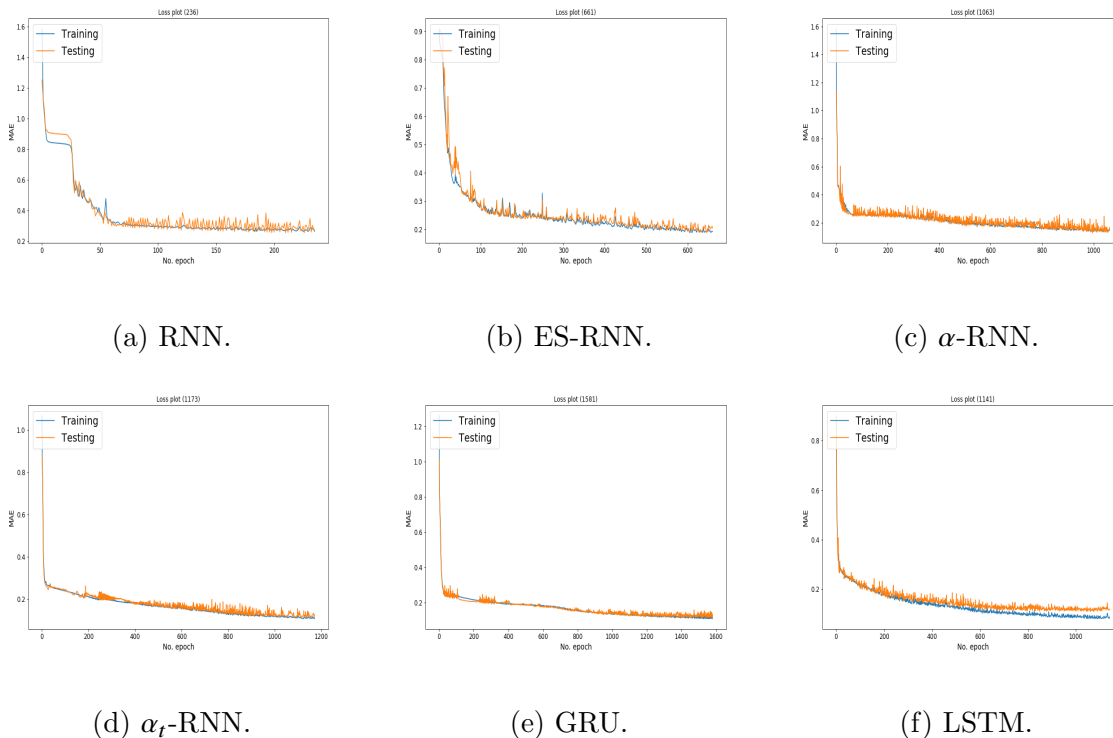 Loss plot (236)
Training
Testing
MAE
1.6
1.4
1.2
1.0
0.8
0.6
0.4
0.2
0
50
100
150
200
No. epoch
Loss plot (661)
Training
Testing
MAE
0.9
0.8
0.7
0.6
0.5
0.4
0.3
0.2
0
100
200
300
400
500
600
No. epoch
Loss plot (1063)
Training
Testing
MAE
1.6
1.4
1.2
1.0
0.8
0.6
0.4
0.2
0
200
400
600
800
1000
No. epoch
(a) RNN.
(b) ES-RNN.
(c) α-RNN.
Loss plot (1173)
Training
Testing
MAE
1.0
0.8
0.6
0.4
0.2
0
200
400
600
800
1000
1200
No. epoch
Loss plot (1581)
Training
Testing
MAE
1.2
1.0
0.8
0.6
0.4
0.2
0
200
400
600
800
1000
1200
1400
1600
No. epoch
Loss plot (1141)
Training
Testing
MAE
0.8
0.6
0.4
0.2
0
200
400
600
800
1000
No. epoch
(d) αt-RNN.
(e) GRU.
(f) LSTM.